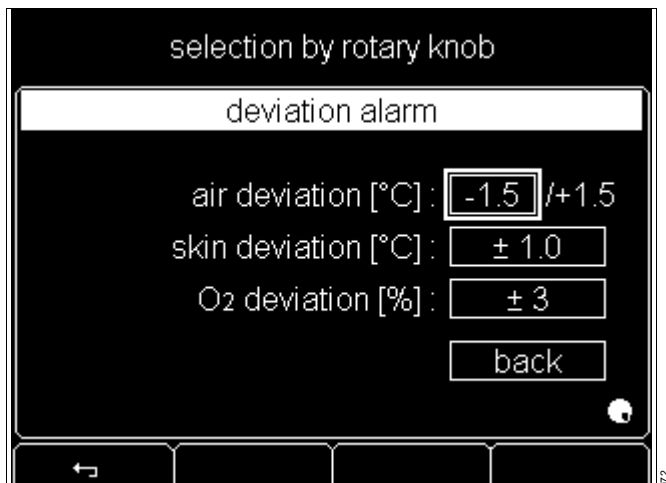 selection by rotary knob
deviation alarm
air deviation [°C] : -1.5 /+1.5
skin deviation [°C] : ± 1.0
O2 deviation [%] : ± 3
back